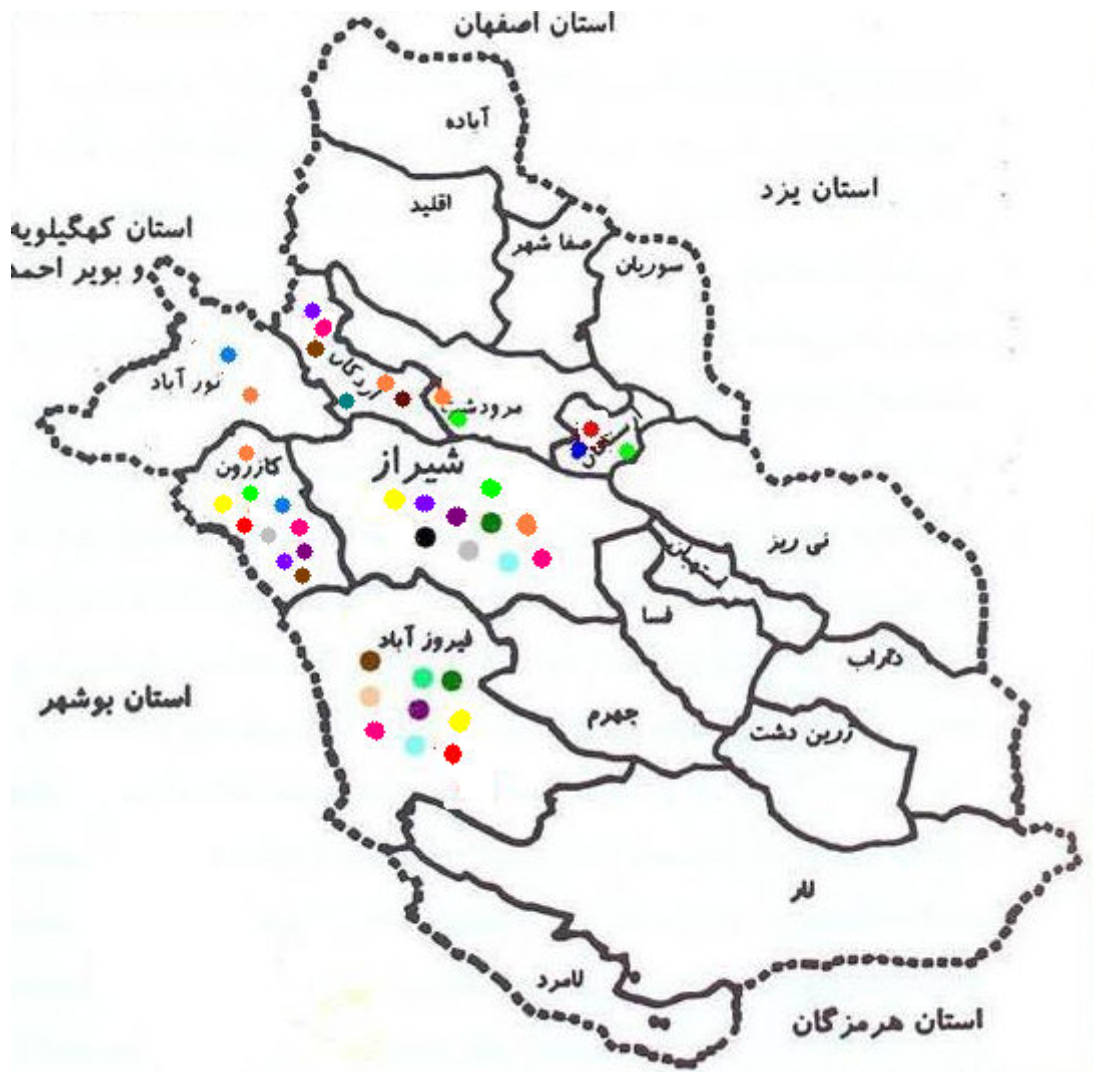 استان اصفهان
آباده
استان یزد
اقلید
استان کهگیلویه
و بویر احمد
صفا شهر
سوریان
نور آباد
اردکان
مرودشت
کازرون
شیراز
نی ریز
فسا
فیروز آباد
داراب
استان بوشهر
جهرم
زرین دشت
لار
لامرد
استان هرمزگان